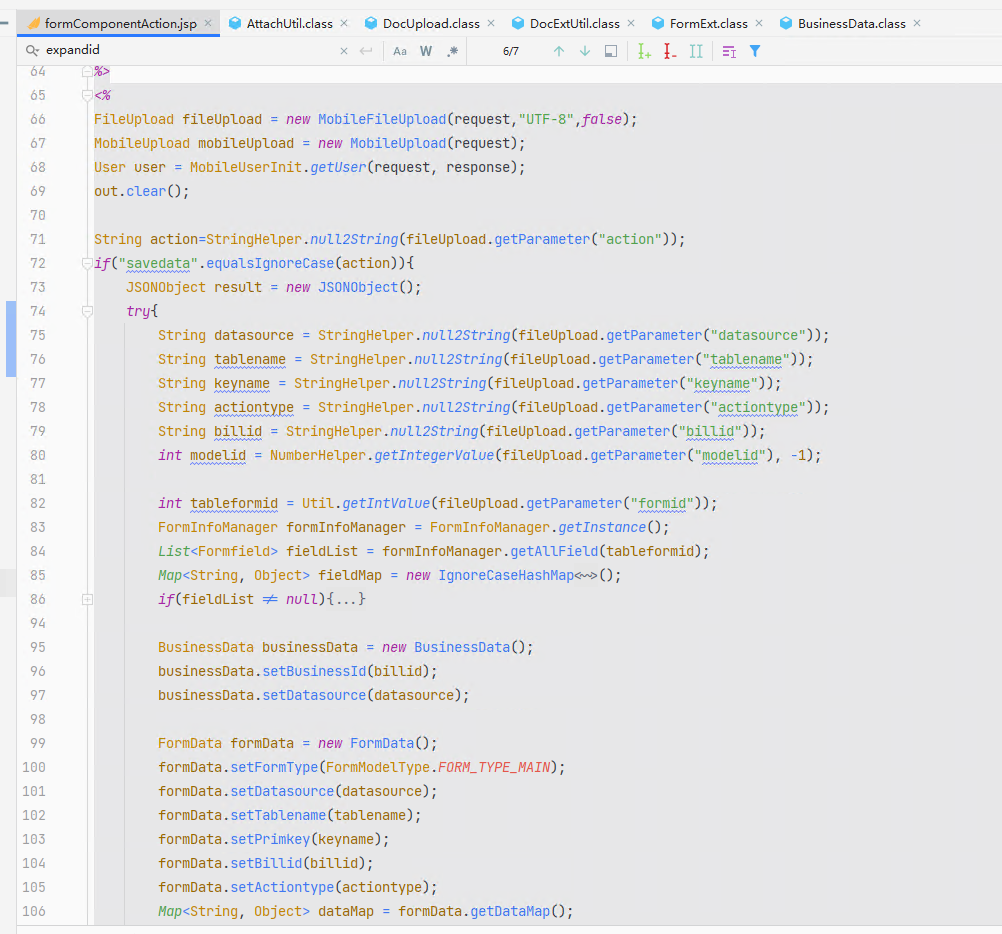 formComponentAction.jsp × AttachUtil.class × DocUpload.class × DocExtUtil.class × FormExt.class × BusinessData.class ×
expandid × Aa W .* 6/7
64 %>
65 <%
66 FileUpload fileUpload = new MobileFileUpload(request,"UTF-8",false);
67 MobileUpload mobileUpload = new MobileUpload(request);
68 User user = MobileUserInit.getUser(request, response);
69 out.clear();
70
71 String action=StringHelper.null2String(fileUpload.getParameter("action"));
72 if("savedata".equalsIgnoreCase(action)){
73 JSONObject result = new JSONObject();
74 try{
75 String datasource = StringHelper.null2String(fileUpload.getParameter("datasource"));
76 String tablename = StringHelper.null2String(fileUpload.getParameter("tablename"));
77 String keyname = StringHelper.null2String(fileUpload.getParameter("keyname"));
78 String actiontype = StringHelper.null2String(fileUpload.getParameter("actiontype"));
79 String billid = StringHelper.null2String(fileUpload.getParameter("billid"));
80 int modelid = NumberHelper.getIntegerValue(fileUpload.getParameter("modelid"), -1);
81
82 int tableformid = Util.getIntValue(fileUpload.getParameter("formid"));
83 FormInfoManager formInfoManager = FormInfoManager.getInstance();
84 List<Formfield> fieldList = formInfoManager.getAllField(tableformid);
85 Map<String, Object> fieldMap = new IgnoreCaseHashMap<~>();
86 if(fieldList ≠ null){...}
94
95 BusinessData businessData = new BusinessData();
96 businessData.setBusinessId(billid);
97 businessData.setDatasource(datasource);
98
99 FormData formData = new FormData();
100 formData.setFormType(FormModelType.FORM_TYPE_MAIN);
101 formData.setDatasource(datasource);
102 formData.setTablename(tablename);
103 formData.setPrimkey(keyname);
104 formData.setBillid(billid);
105 formData.setActiontype(actiontype);
106 Map<String, Object> dataMap = formData.getDataMap();